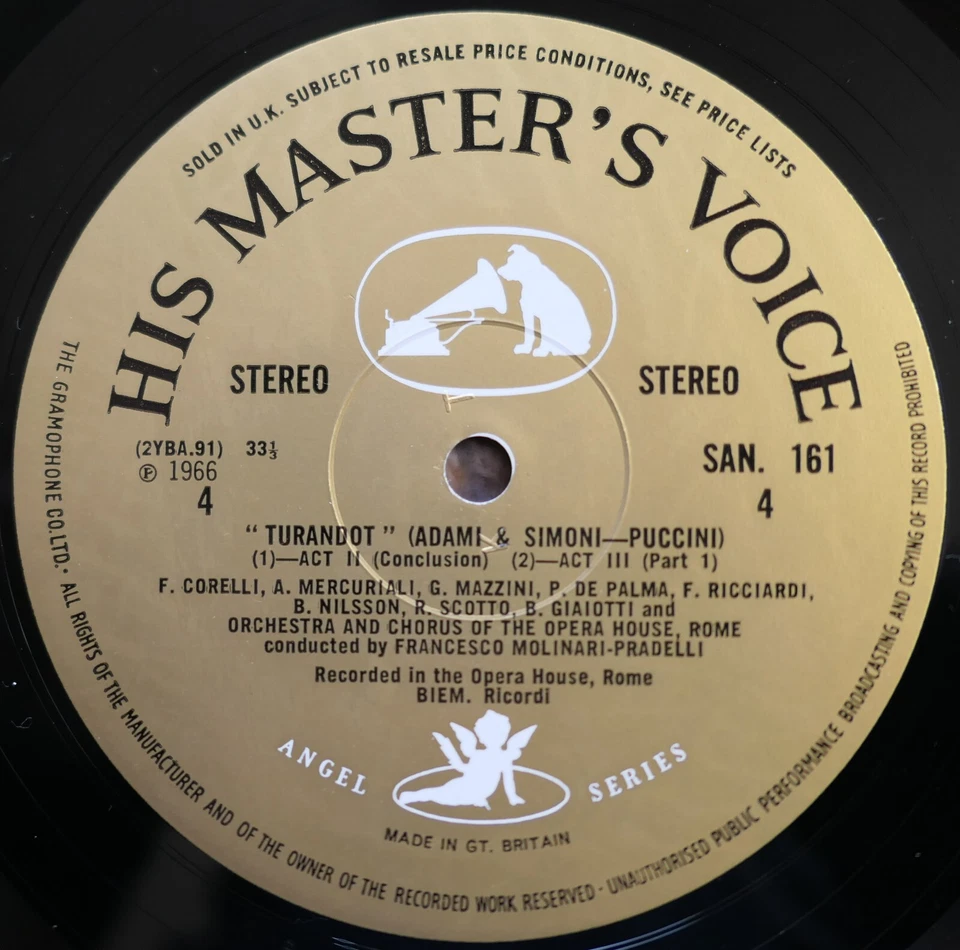 SOLD IN U.K. SUBJECT TO RESALE PRICE CONDITIONS, SEE PRICE LISTS
HIS MASTER'S VOICE
STEREO STEREO
(2YBA.91) 33⅓
℗ 1966
4
SAN. 161
4
"TURANDOT" (ADAMI & SIMONI—PUCCINI)
(1)—ACT II (Conclusion) (2)—ACT III (Part 1)
F. CORELLI, A. MERCURIALI, G. MAZZINI, P. DE PALMA, F. RICCIARDI,
B. NILSSON, R. SCOTTO, B. GIAIOTTI and
ORCHESTRA AND CHORUS OF THE OPERA HOUSE, ROME
conducted by FRANCESCO MOLINARI-PRADELLI
Recorded in the Opera House, Rome
BIEM. Ricordi
ANGEL SERIES
MADE IN GT. BRITAIN
THE GRAMOPHONE CO. LTD. · ALL RIGHTS OF THE MANUFACTURER AND OF THE OWNER OF THE RECORDED WORK RESERVED · UNAUTHORISED PUBLIC PERFORMANCE BROADCASTING AND COPYING OF THIS RECORD PROHIBITED